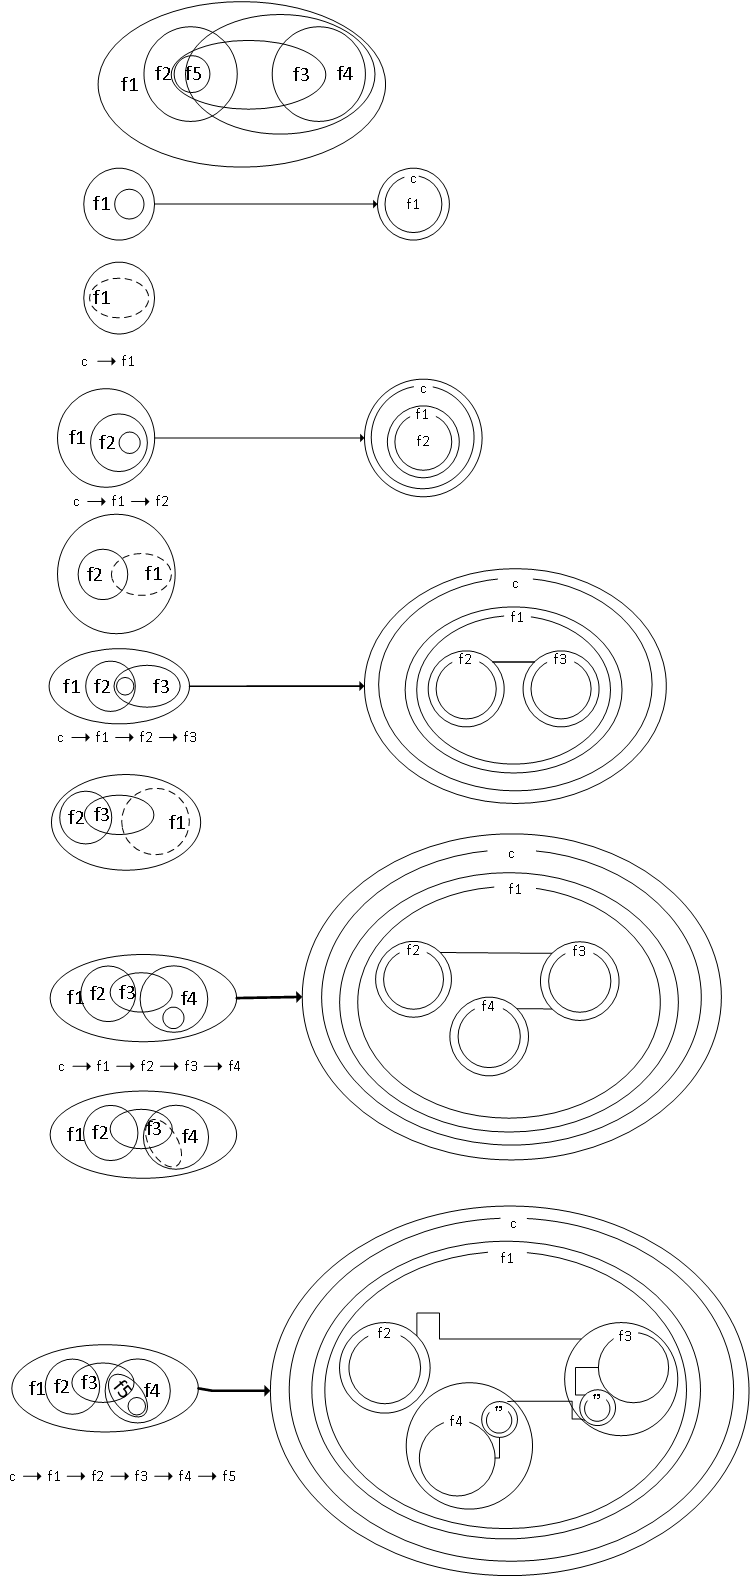 f1 f2 f5 f3 f4
f1
c
f1
f1
c → f1
f1 f2
c
f1
f2
c → f1 → f2
f2 f1
c
f1
f2 f3
f1 f2 f3
c → f1 → f2 → f3
f2 f3 f1
c
f1
f2 f3
f4
f1 f2 f3 f4
c → f1 → f2 → f3 → f4
f1 f2 f3 f4
c
f1
f2 f3
f1 f2 f3 f5 f4
f4
c → f1 → f2 → f3 → f4 → f5